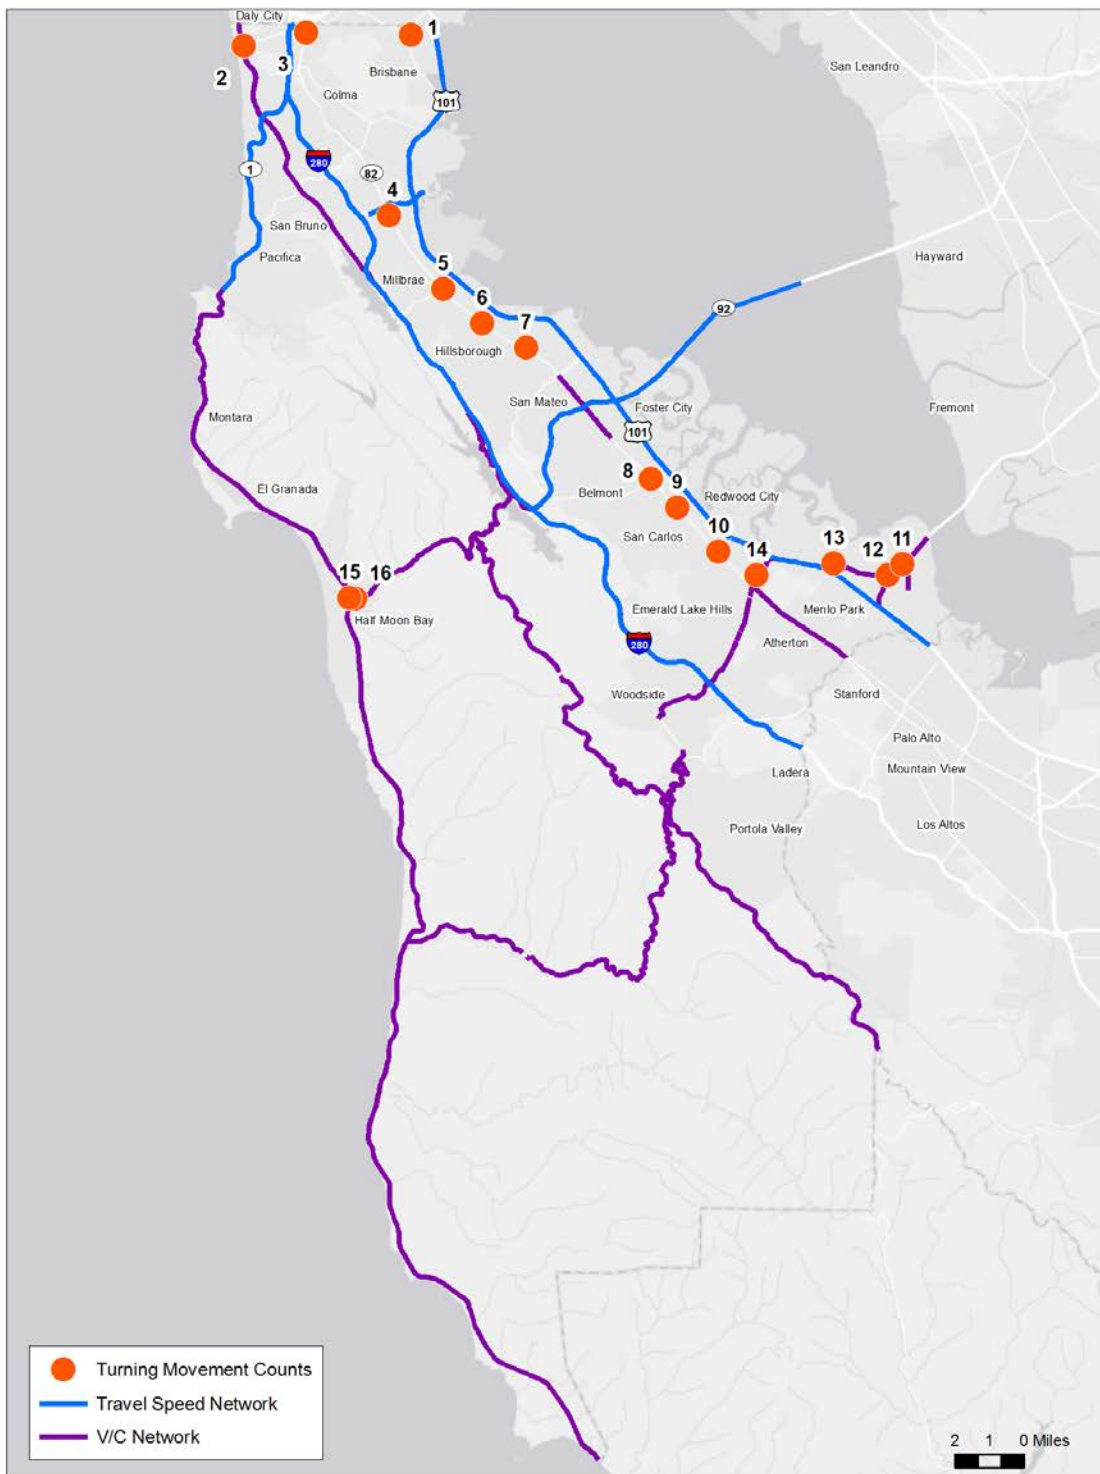 Daly City
1
2
3
Brisbane
San Leandro
Colma
101
280
1
82
4
San Bruno
Pacifica
Hayward
5
Millbrae
6
92
7
Hillsborough
San Mateo
Foster City
Fremont
Montara
101
8
9
Belmont
Redwood City
El Granada
10
San Carlos
13
11
12
14
15
16
Half Moon Bay
Emerald Lake Hills
Menlo Park
280
Atherton
Woodside
Stanford
Palo Alto
Ladera
Mountain View
Portola Valley
Los Altos
Turning Movement Counts
Travel Speed Network
V/C Network
2 1 0 Miles